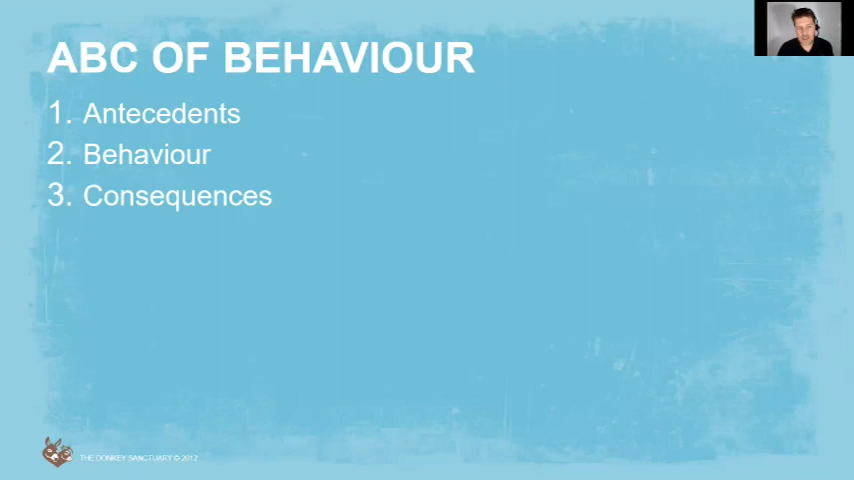 ABC OF BEHAVIOUR
1. Antecedents
2. Behaviour
3. Consequences
THE DONKEY SANCTUARY © 2012